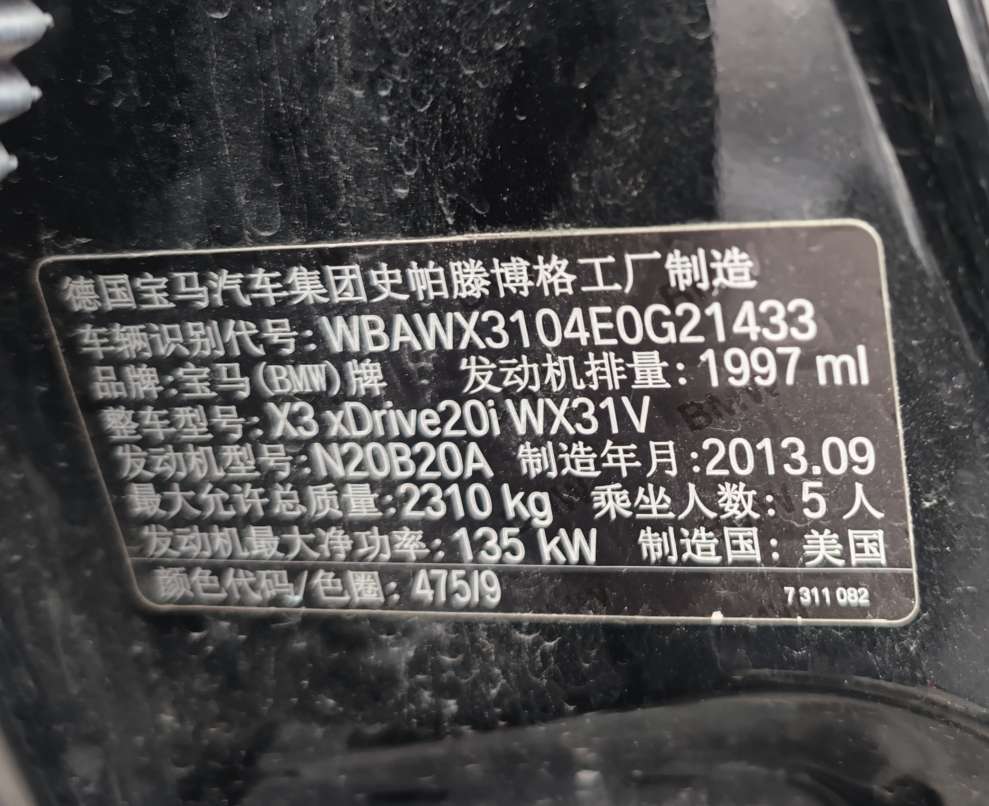 德国宝马汽车集团史帕滕博格工厂制造
车辆识别代号: WBAWX3104E0G21433
品牌: 宝马(BMW)牌 发动机排量: 1997 ml
整车型号: X3 xDrive20i WX31V
发动机型号: N20B20A 制造年月: 2013.09
最大允许总质量: 2310 kg 乘坐人数: 5 人
发动机最大净功率: 135 kW 制造国: 美国
颜色代码/色圈: 475/9 7 311 082